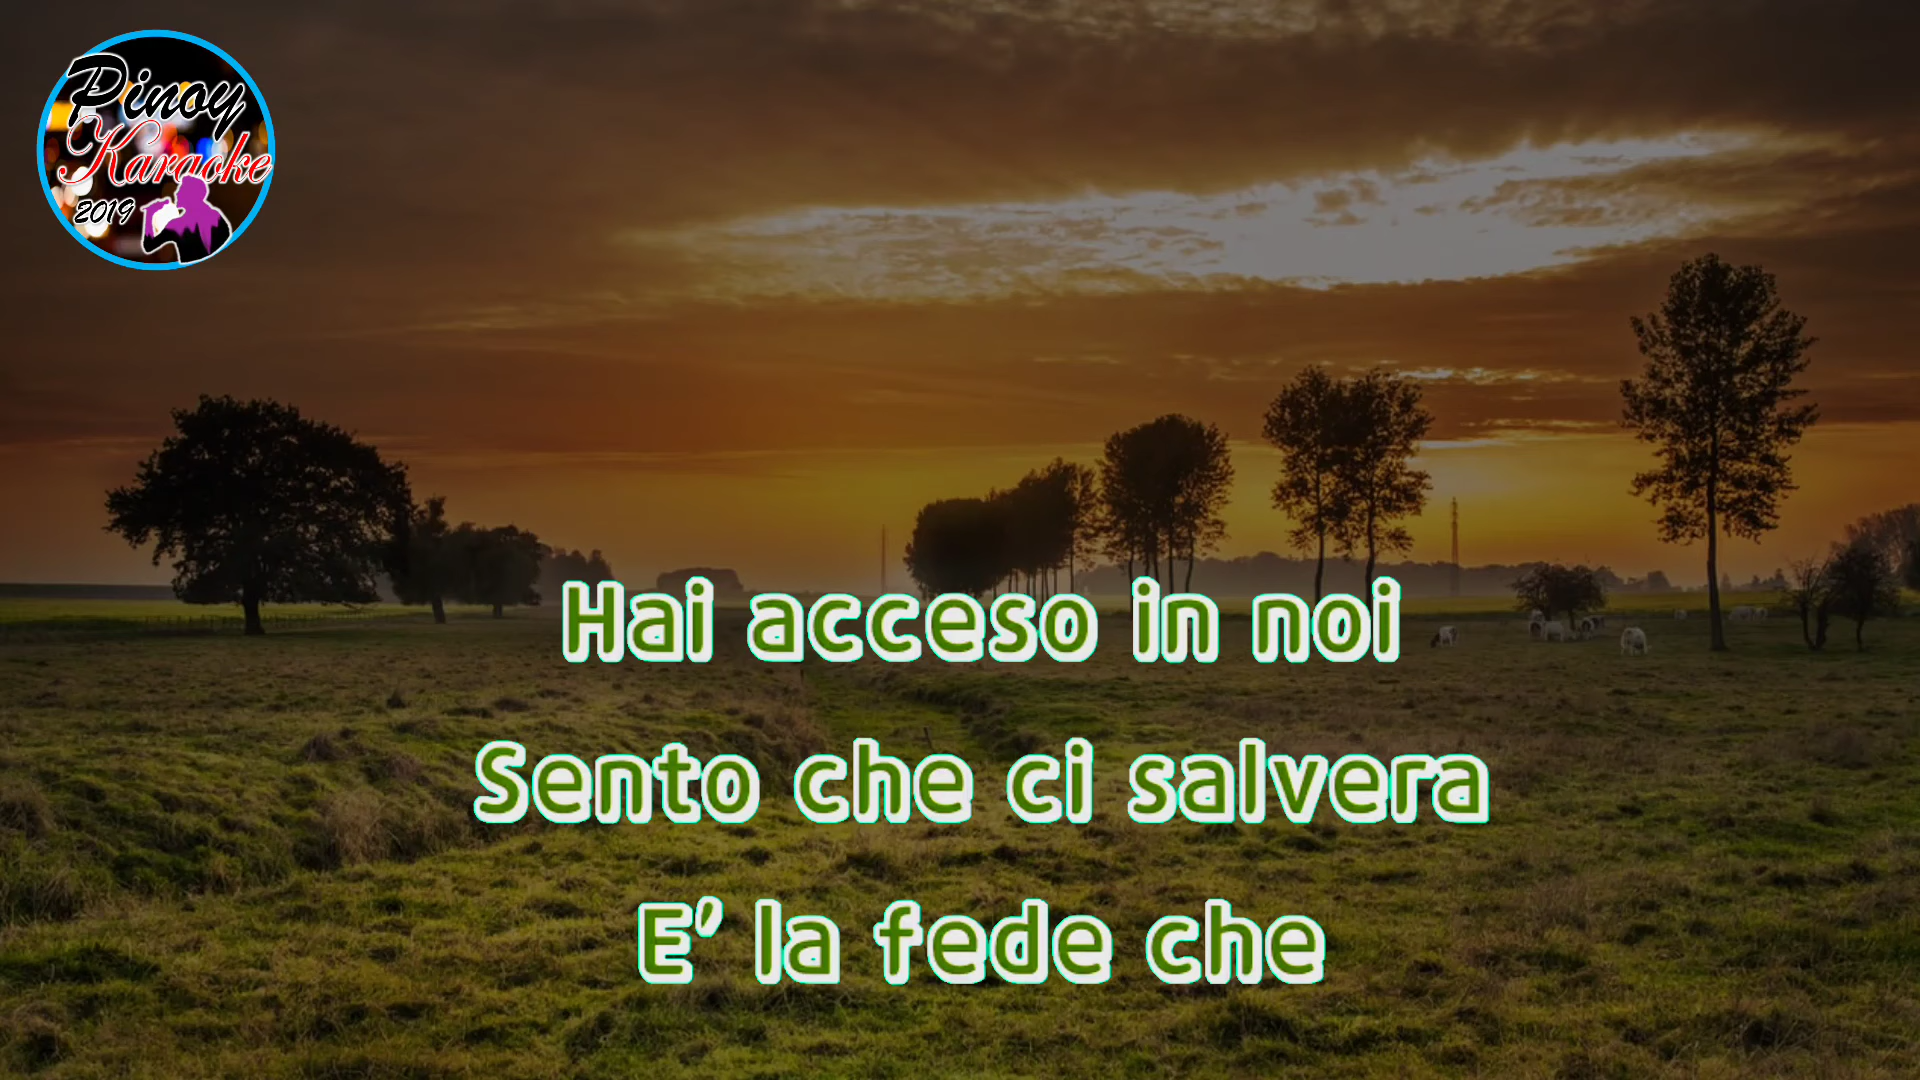 Pinoy
Karaoke
2019
Hai acceso in noi
Sento che ci salvera
E' la fede che